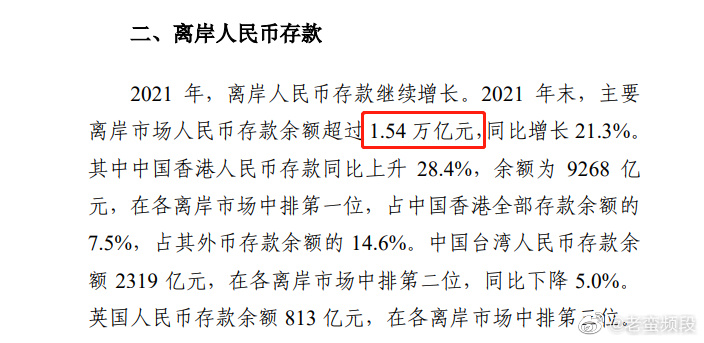 二、离岸人民币存款
2021 年，离岸人民币存款继续增长。2021 年末，主要
离岸市场人民币存款余额超过 1.54 万亿元，同比增长 21.3%。
其中中国香港人民币存款同比上升 28.4%，余额为 9268 亿
元，在各离岸市场中排第一位，占中国香港全部存款余额的
7.5%，占其外币存款余额的 14.6%。中国台湾人民币存款余
额 2319 亿元，在各离岸市场中排第二位，同比下降 5.0%。
英国人民币存款余额 813 亿元，在各离岸市场中排第三位。
@老蛮频段